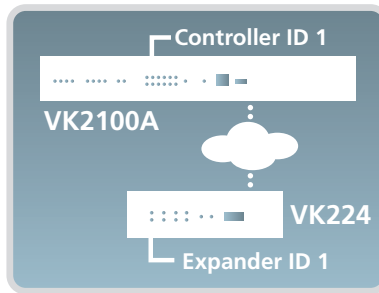 Controller ID 1
VK2100A
VK224
Expander ID 1